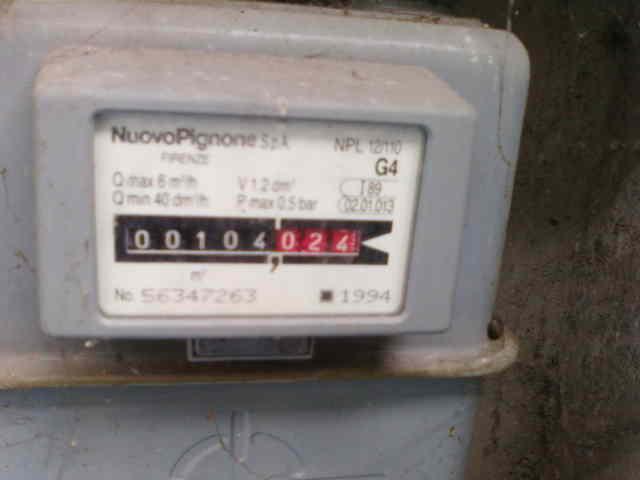 NuovoPignone S.p.A.
FIRENZE
NPL 12/110
G4
Q max 6 m³/h V 1.2 dm³
Q min 40 dm³/h P max 0.5 bar
I 89
02.01.013
00104024
m³
No. 56347263 1994